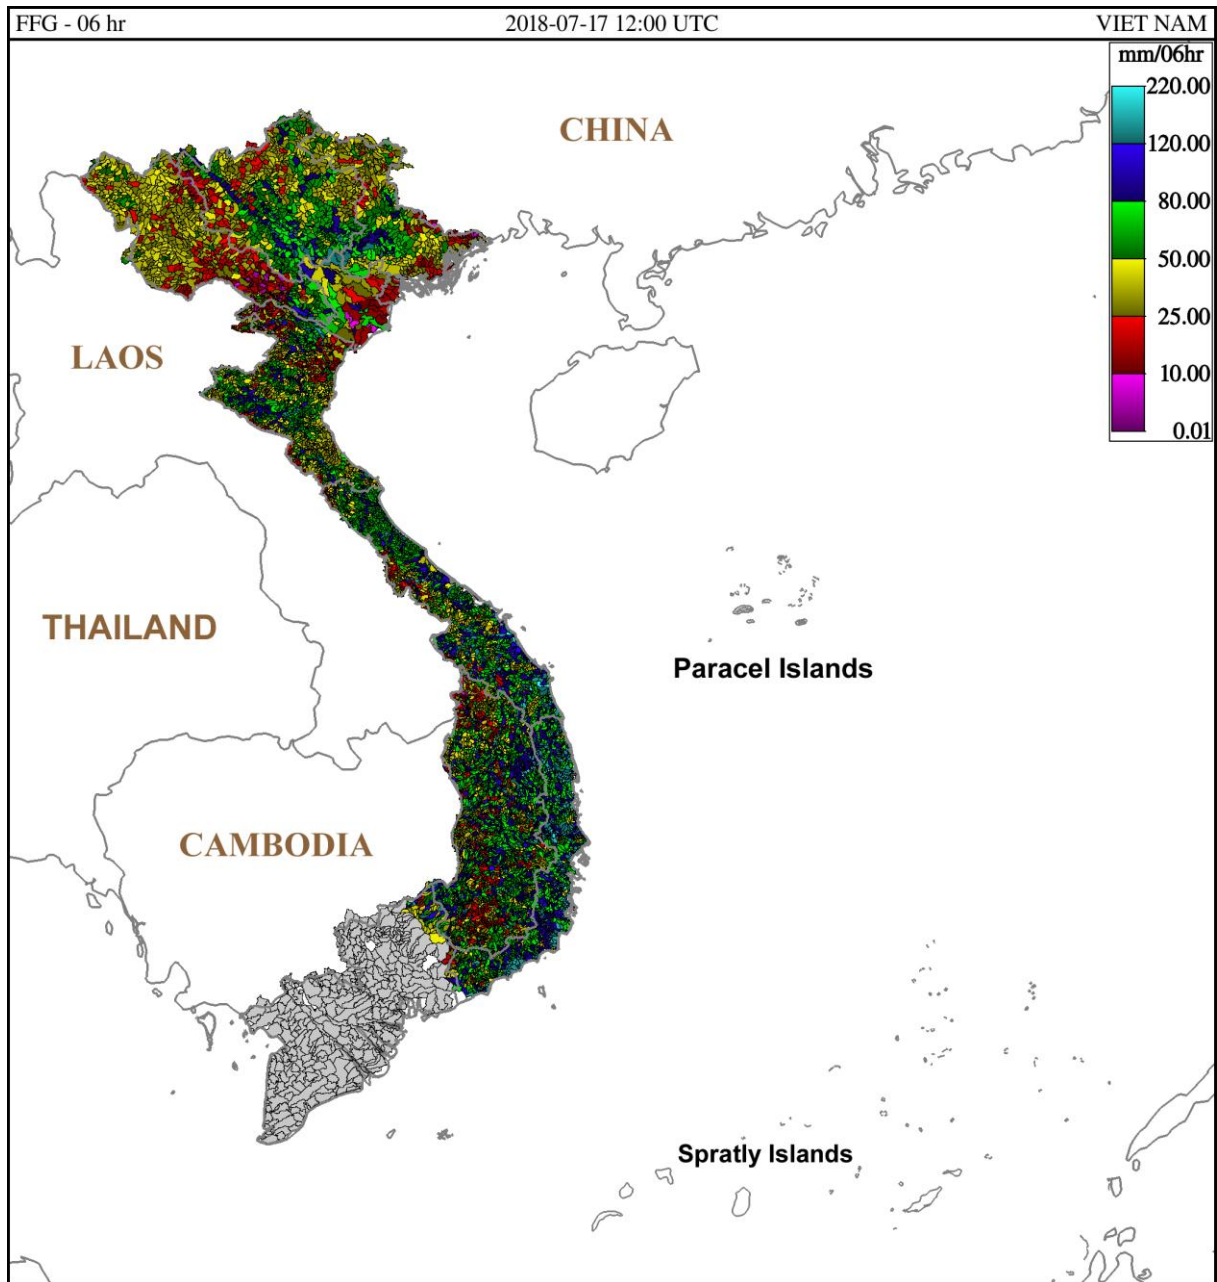 FFG - 06 hr
2018-07-17 12:00 UTC
VIET NAM
mm/06hr
220.00
120.00
80.00
50.00
25.00
10.00
0.01
CHINA
LAOS
THAILAND
Paracel Islands
CAMBODIA
Spratly Islands